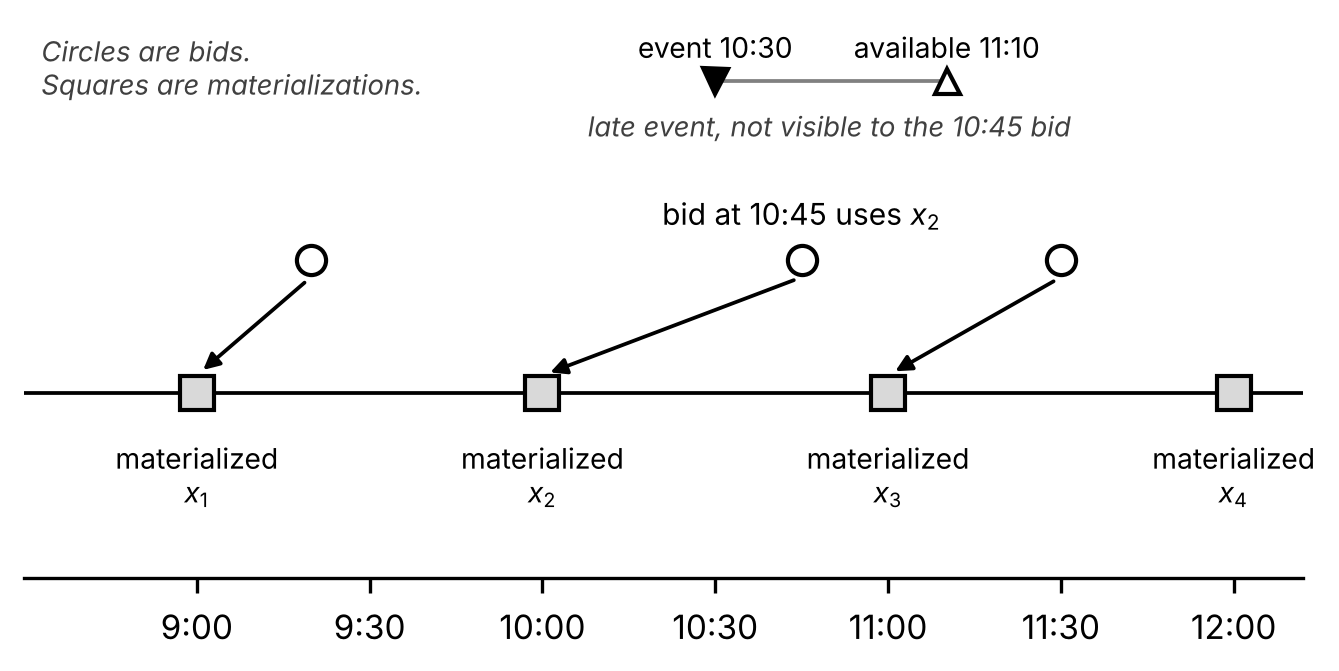 Circles are bids.
Squares are materializations.
event 10:30
available 11:10
late event, not visible to the 10:45 bid
bid at 10:45 uses x₂
materialized
x₁
materialized
x₂
materialized
x₃
materialized
x₄
9:00
9:30
10:00
10:30
11:00
11:30
12:00